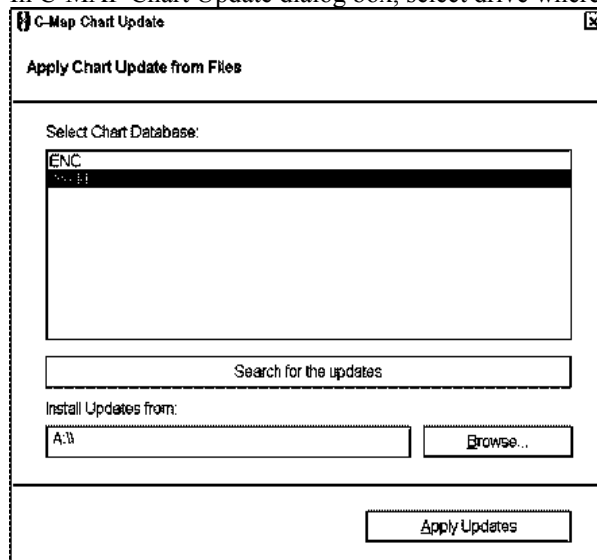 In C-MAP Chart Update dialog box, select drive where
C-Map Chart Update
Apply Chart Update from Files
Select Chart Database:
ENC
Search for the updates
Install Updates from:
A:\\
Browse...
Apply Updates